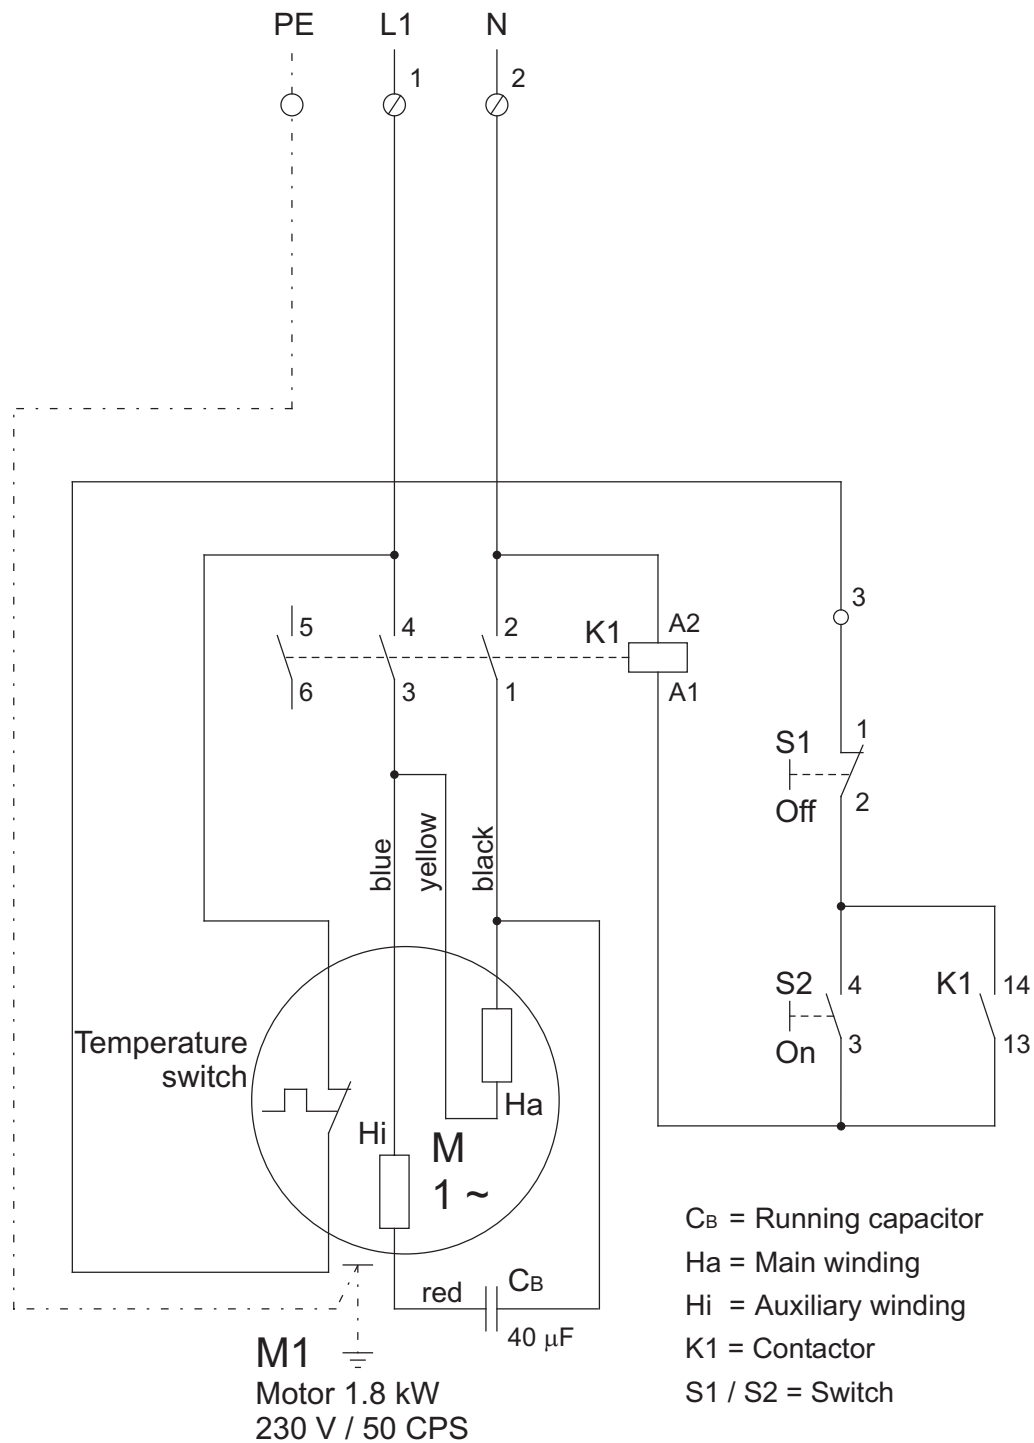 PE L1 N
1 2
3
5 4 2 K1 A2
6 3 1 A1
S1 1
Off 2
blue yellow black
S2 4 K1 14
On 3 13
Temperature
switch
Ha
Hi M
1 ~
CB = Running capacitor
Ha = Main winding
red CB
Hi = Auxiliary winding
40 μF
M1
K1 = Contactor
Motor 1.8 kW
S1 / S2 = Switch
230 V / 50 CPS